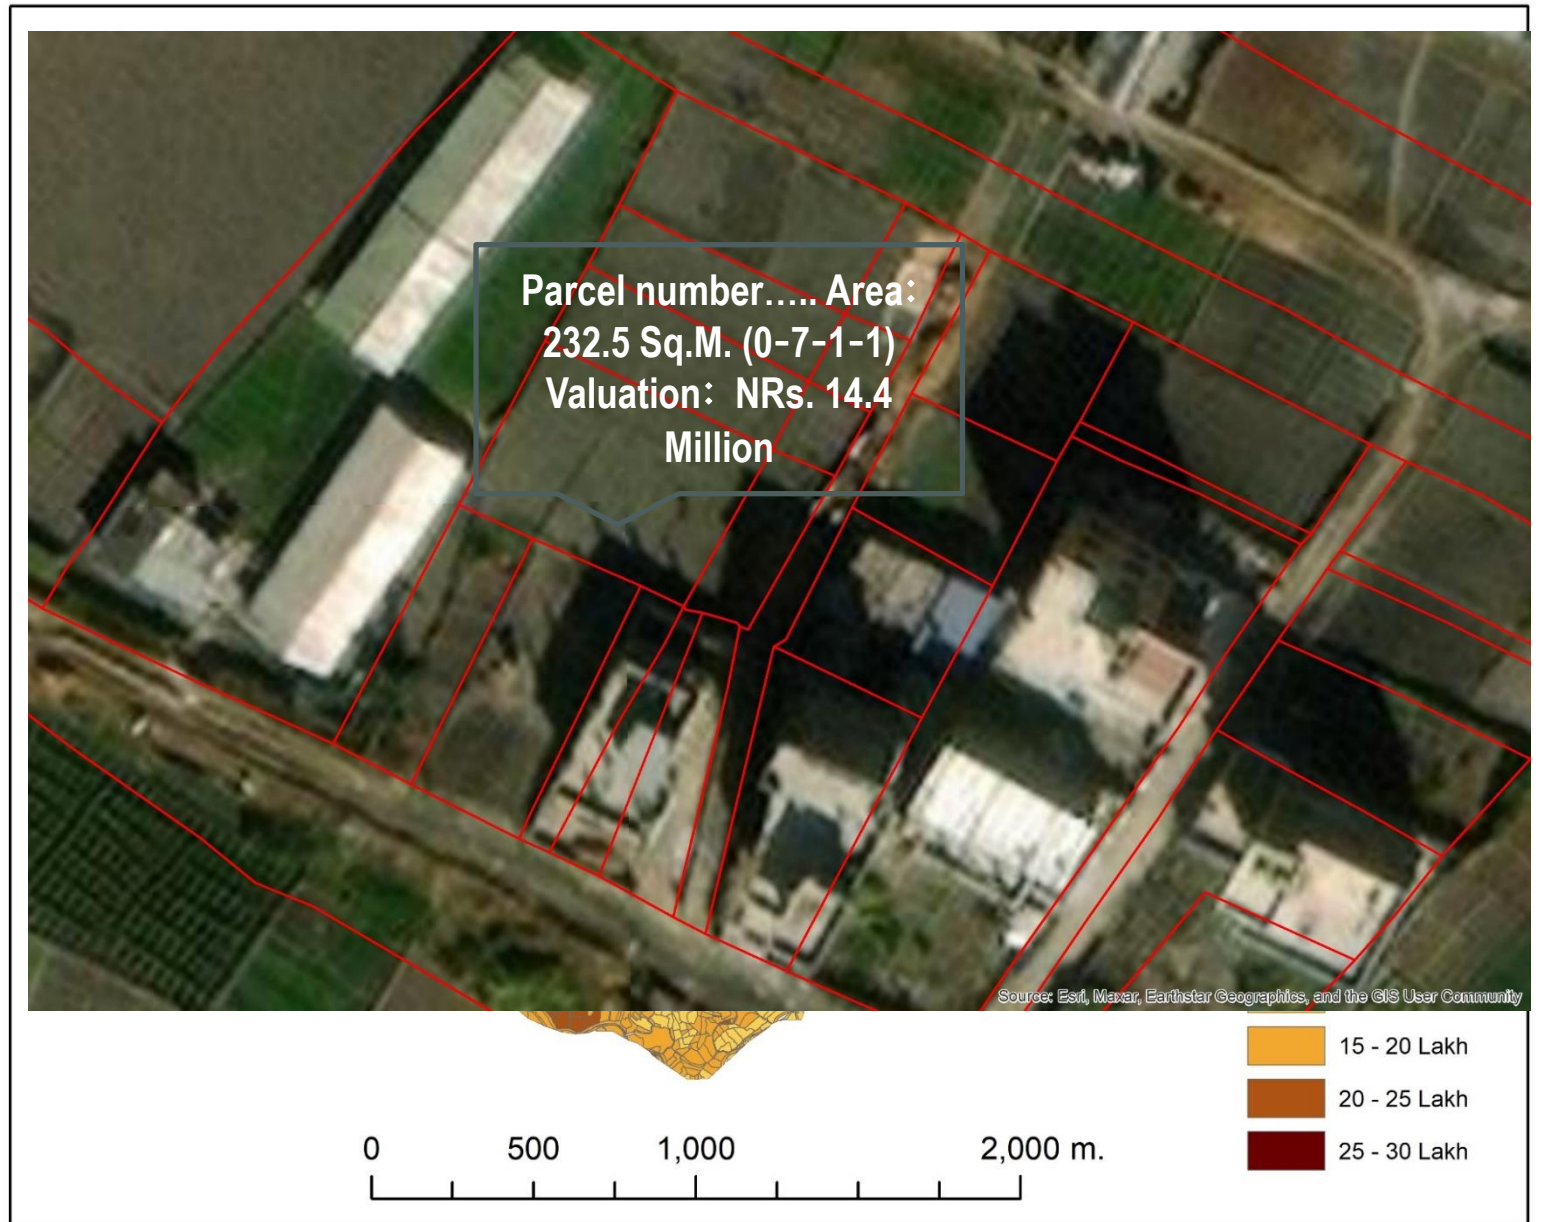 Parcel number..... Area:
232.5 Sq.M. (0-7-1-1)
Valuation: NRs. 14.4
Million
Source: Esri, Maxar, Earthstar Geographics, and the GIS User Community
15 - 20 Lakh
20 - 25 Lakh
25 - 30 Lakh
0 500 1,000 2,000 m.